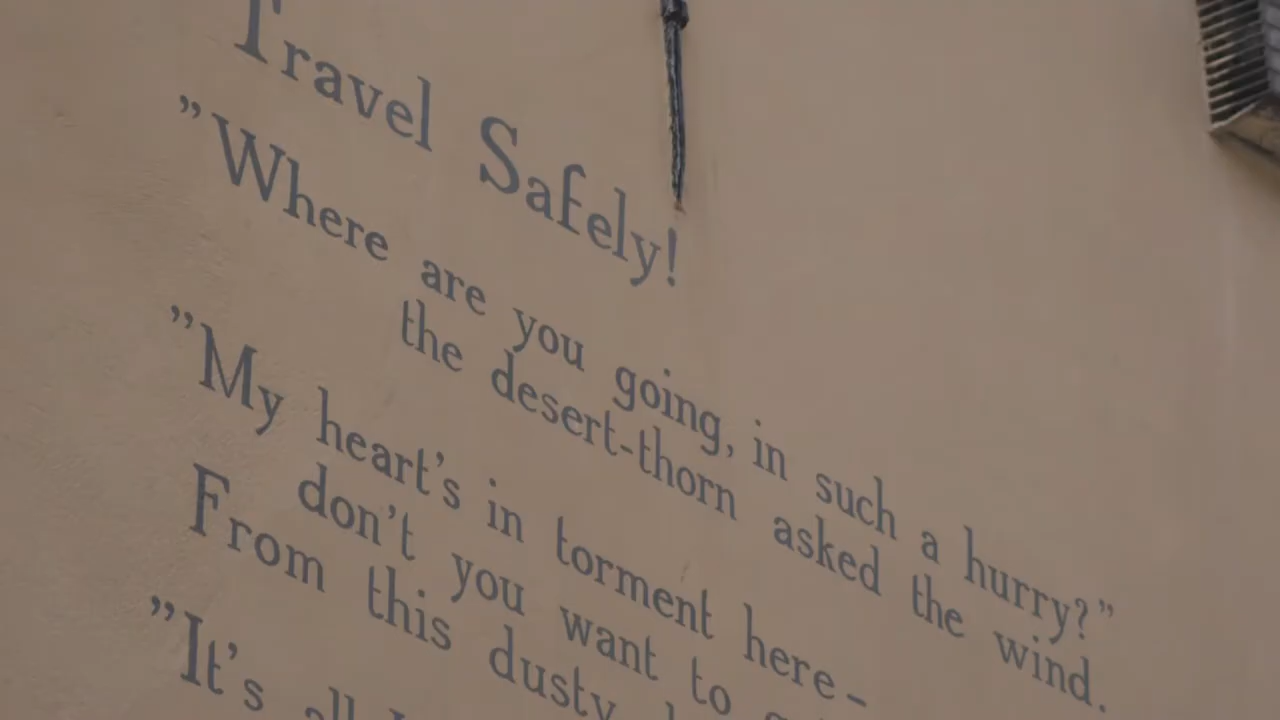 Travel Safely!
”Where are you going, in such a hurry?”
the desert-thorn asked the wind.
”My heart’s in torment here-
don’t you want to
From this dusty
”It’s all